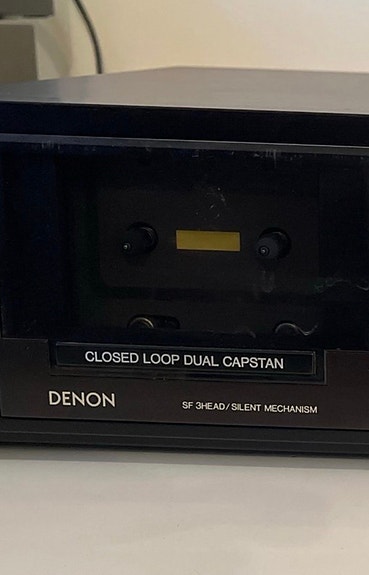 CLOSED LOOP DUAL CAPSTAN
DENON
SF 3HEAD/SILENT MECHANISM